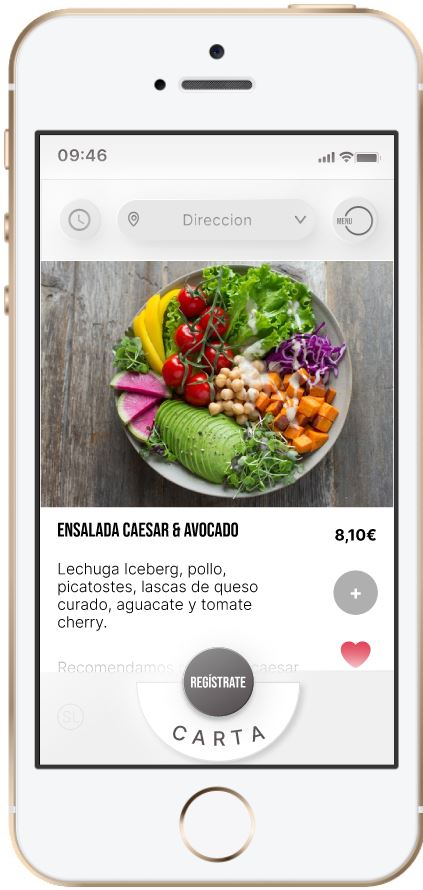 09:46
Direccion
MENU
ENSALADA CAESAR & AVOCADO
8,10€
Lechuga Iceberg, pollo,
picatostes, lascas de queso
curado, aguacate y tomate
cherry.
Recomendamos caesar
REGÍSTRATE
SL
CARTA